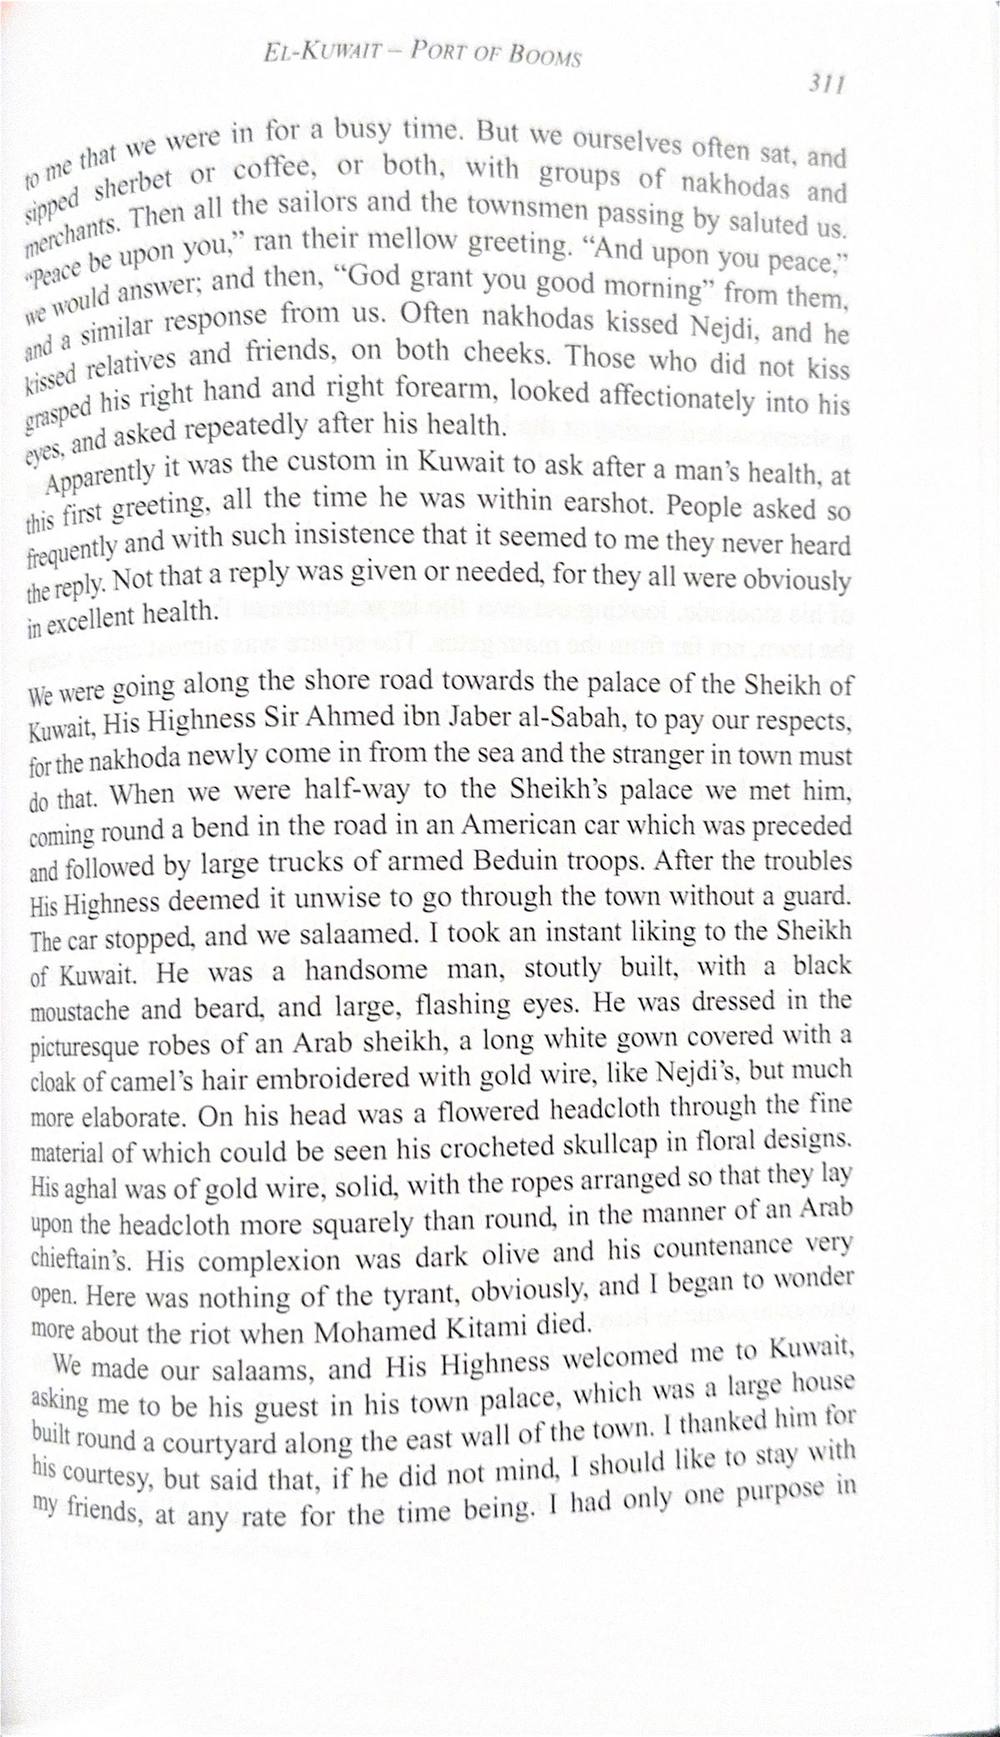 EL-KUWAIT – PORT OF BOOMS
311
to me that we were in for a busy time. But we ourselves often sat, and
sipped sherbet or coffee, or both, with groups of nakhodas and
merchants. Then all the sailors and the townsmen passing by saluted us.
“Peace be upon you,” ran their mellow greeting. “And upon you peace,”
we would answer; and then, “God grant you good morning” from them,
and a similar response from us. Often nakhodas kissed Nejdi, and he
kissed relatives and friends, on both cheeks. Those who did not kiss
grasped his right hand and right forearm, looked affectionately into his
eyes, and asked repeatedly after his health.
Apparently it was the custom in Kuwait to ask after a man’s health, at
this first greeting, all the time he was within earshot. People asked so
frequently and with such insistence that it seemed to me they never heard
the reply. Not that a reply was given or needed, for they all were obviously
in excellent health.
We were going along the shore road towards the palace of the Sheikh of
Kuwait, His Highness Sir Ahmed ibn Jaber al-Sabah, to pay our respects,
for the nakhoda newly come in from the sea and the stranger in town must
do that. When we were half-way to the Sheikh’s palace we met him,
coming round a bend in the road in an American car which was preceded
and followed by large trucks of armed Beduin troops. After the troubles
His Highness deemed it unwise to go through the town without a guard.
The car stopped, and we salaamed. I took an instant liking to the Sheikh
of Kuwait. He was a handsome man, stoutly built, with a black
moustache and beard, and large, flashing eyes. He was dressed in the
picturesque robes of an Arab sheikh, a long white gown covered with a
cloak of camel’s hair embroidered with gold wire, like Nejdi’s, but much
more elaborate. On his head was a flowered headcloth through the fine
material of which could be seen his crocheted skullcap in floral designs.
His aghal was of gold wire, solid, with the ropes arranged so that they lay
upon the headcloth more squarely than round, in the manner of an Arab
chieftain’s. His complexion was dark olive and his countenance very
open. Here was nothing of the tyrant, obviously, and I began to wonder
more about the riot when Mohamed Kitami died.
We made our salaams, and His Highness welcomed me to Kuwait,
asking me to be his guest in his town palace, which was a large house
built round a courtyard along the east wall of the town. I thanked him for
his courtesy, but said that, if he did not mind, I should like to stay with
my friends, at any rate for the time being. I had only one purpose in